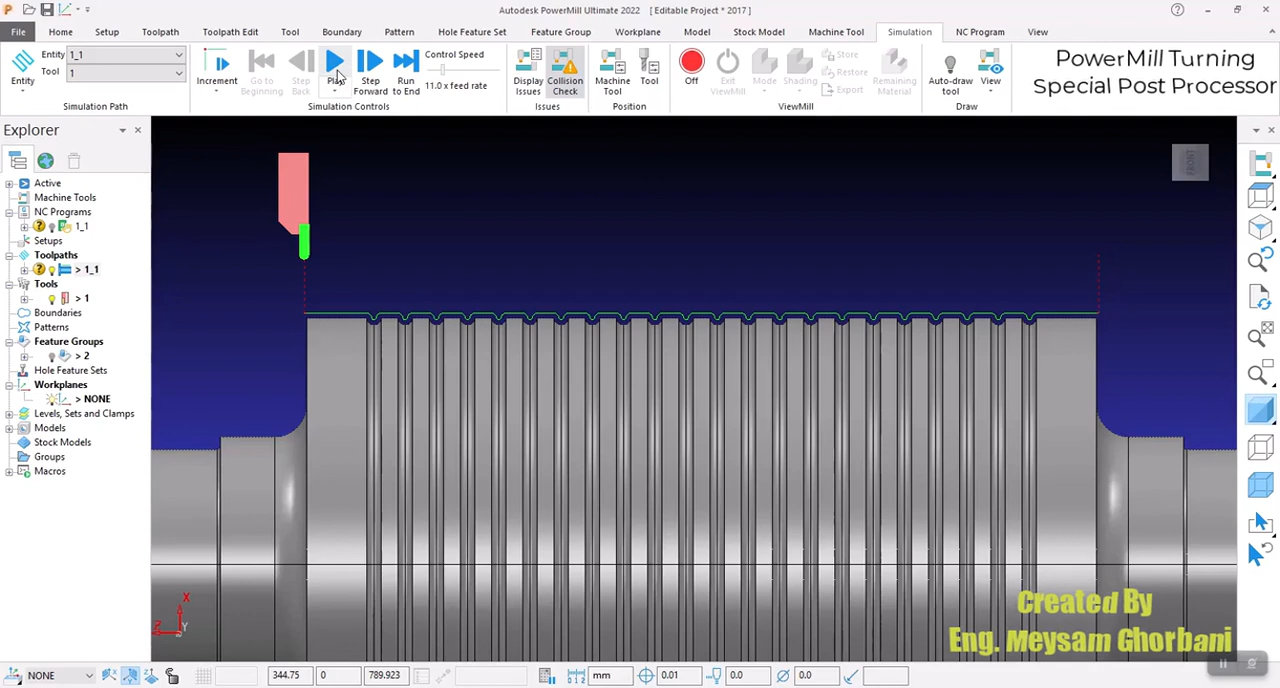 Autodesk PowerMill Ultimate 2022 [ Editable Project * 2017 ]
File Home Setup Toolpath Toolpath Edit Tool Boundary Pattern Hole Feature Set Feature Group Workplane Model Stock Model Machine Tool Simulation NC Program View
Entity
Entity 1_1
Tool 1
Simulation Path
Increment
Go to Beginning
Step Back
Play
Step Forward
Run to End
Control Speed
11.0 x feed rate
Simulation Controls
Display Issues
Collision Check
Issues
Machine Tool
Tool
Position
Off
Exit ViewMill
Mode
Shading
Store
Restore
Export
Remaining Material
ViewMill
Auto-draw tool
View
Draw
PowerMill Turning
Special Post Processor
Explorer
Active
Machine Tools
NC Programs
1_1
Setups
Toolpaths
> 1_1
Tools
> 1
Boundaries
Patterns
Feature Groups
> 2
Hole Feature Sets
Workplanes
> NONE
Levels, Sets and Clamps
Models
Stock Models
Groups
Macros
FRONT
X
Z
Y
Created By
Eng. Meysam Ghorbani
NONE 344.75 0 789.923 mm 0.01 0.0 0.0